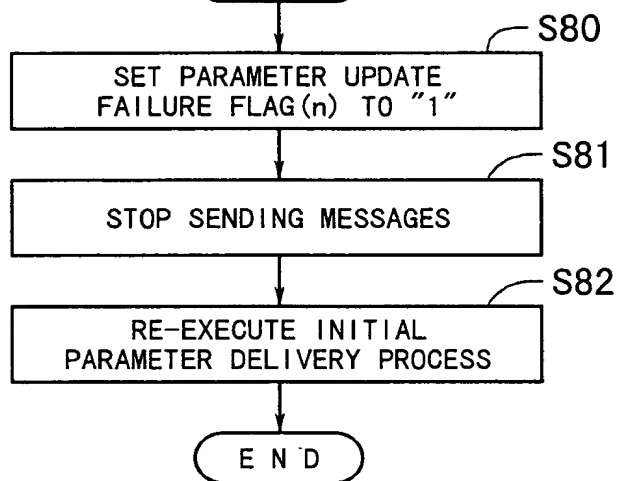 S80
SET PARAMETER UPDATE
FAILURE FLAG(n) TO "1"
S81
STOP SENDING MESSAGES
S82
RE-EXECUTE INITIAL
PARAMETER DELIVERY PROCESS
END